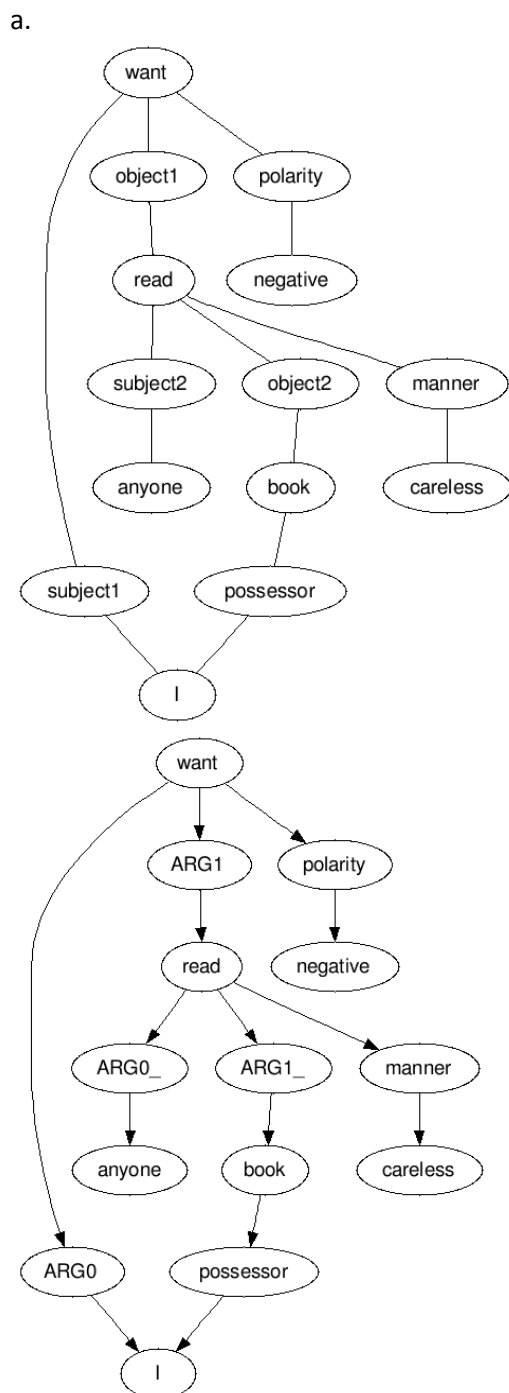 a.
want
object1 polarity
read negative
subject2 object2 manner
anyone book careless
subject1 possessor
I
want
ARG1 polarity
read negative
ARG0_ ARG1_ manner
anyone book careless
ARG0 possessor
I